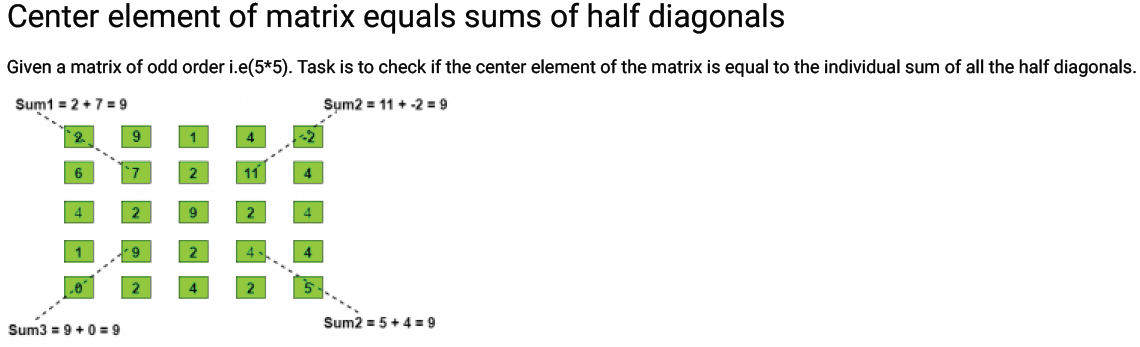 Center element of matrix equals sums of half diagonals
Given a matrix of odd order i.e(5*5). Task is to check if the center element of the matrix is equal to the individual sum of all the half diagonals.
Sum1 = 2 + 7 = 9 Sum2 = 11 + -2 = 9
2 9 1 4 -2
6 7 2 11 4
4 2 9 2 4
1 9 2 4 4
0 2 4 2 5
Sum3 = 9 + 0 = 9 Sum2 = 5 + 4 = 9